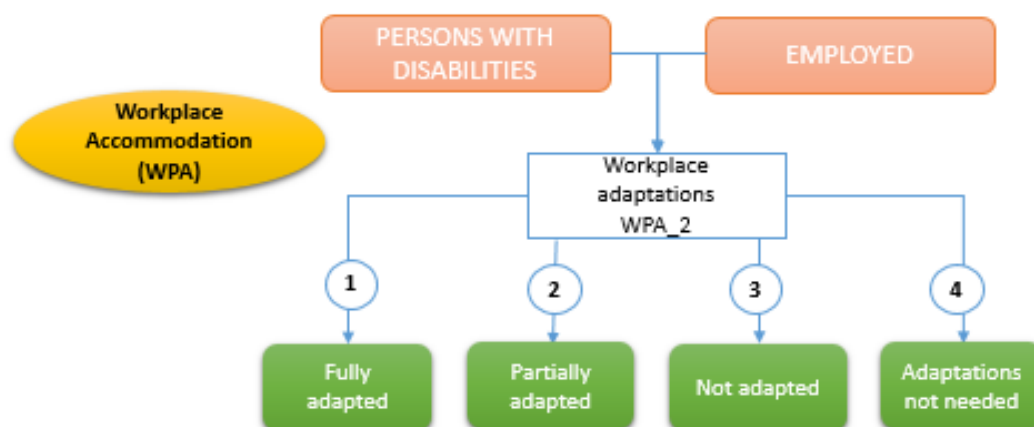 PERSONS WITH
DISABILITIES
EMPLOYED
Workplace
Accommodation
(WPA)
Workplace
adaptations
WPA_2
1
2
3
4
Fully
adapted
Partially
adapted
Not adapted
Adaptations
not needed